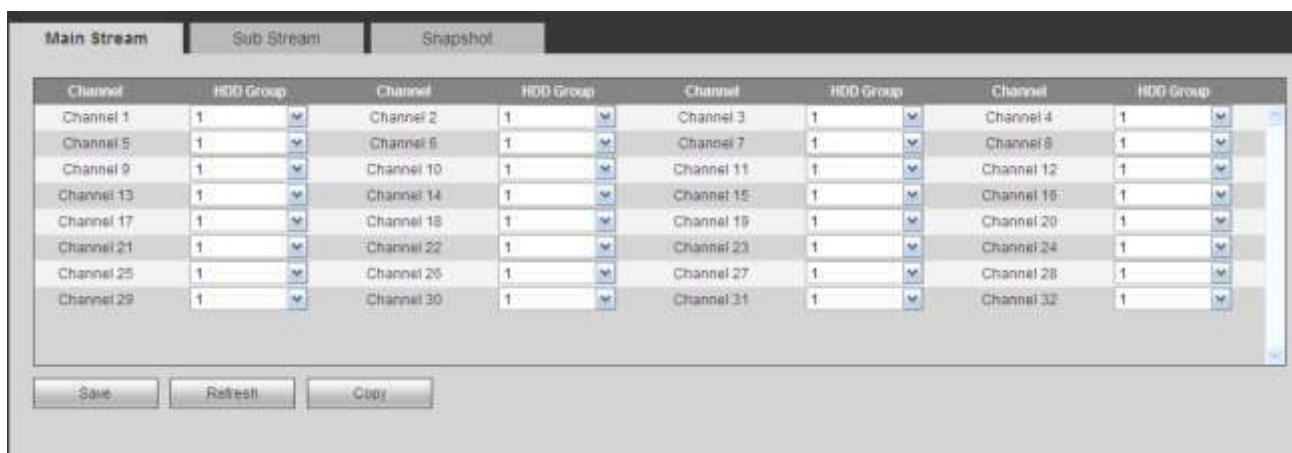 Main Stream Sub Stream Snapshot
Channel HDD Group Channel HDD Group Channel HDD Group Channel HDD Group
Channel 1 1 Channel 2 1 Channel 3 1 Channel 4 1
Channel 5 1 Channel 6 1 Channel 7 1 Channel 8 1
Channel 9 1 Channel 10 1 Channel 11 1 Channel 12 1
Channel 13 1 Channel 14 1 Channel 15 1 Channel 16 1
Channel 17 1 Channel 18 1 Channel 19 1 Channel 20 1
Channel 21 1 Channel 22 1 Channel 23 1 Channel 24 1
Channel 25 1 Channel 26 1 Channel 27 1 Channel 28 1
Channel 29 1 Channel 30 1 Channel 31 1 Channel 32 1
Save Refresh Copy